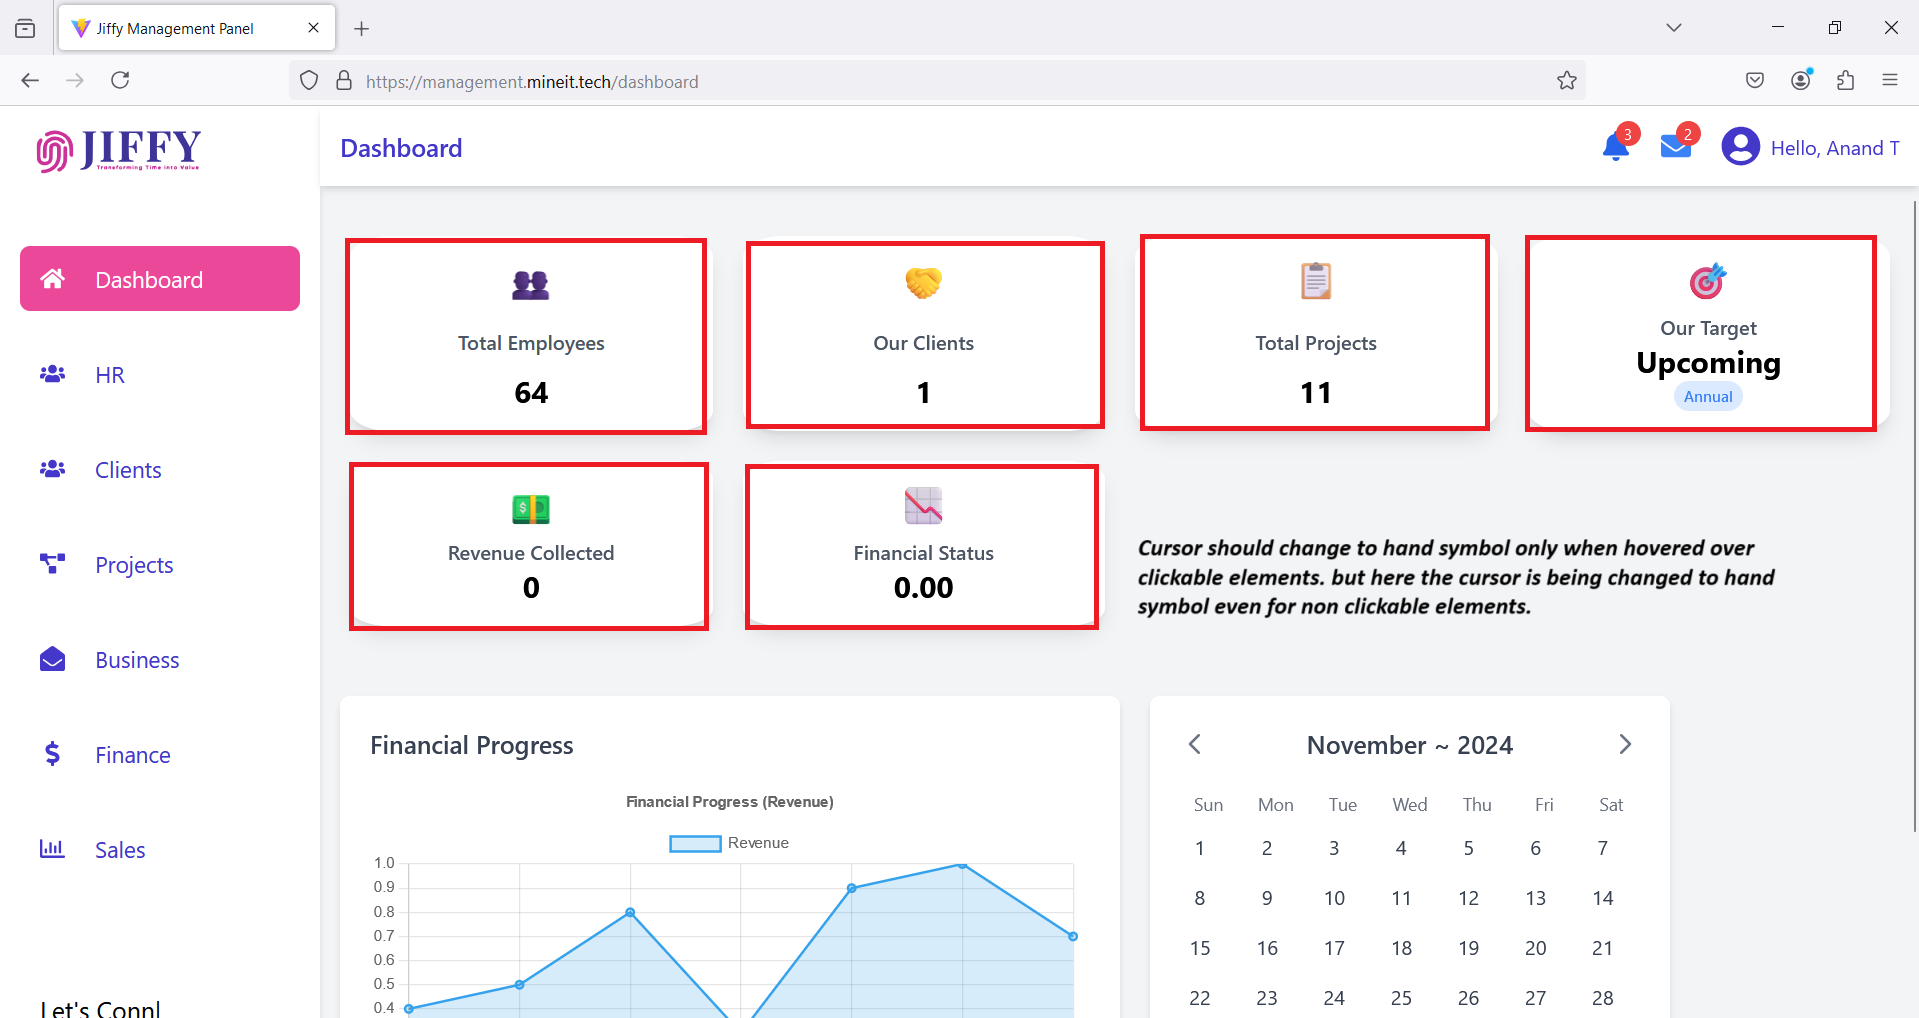 Jiffy Management Panel
https://management.mineit.tech/dashboard
JIFFY
Transforming Time into Value
Dashboard
3
2
Hello, Anand T
Dashboard
HR
Clients
Projects
Business
Finance
Sales
Let's Connl
Total Employees
64
Our Clients
1
Total Projects
11
Our Target
Upcoming
Annual
Revenue Collected
0
Financial Status
0.00
Cursor should change to hand symbol only when hovered over
clickable elements. but here the cursor is being changed to hand
symbol even for non clickable elements.
Financial Progress
Financial Progress (Revenue)
Revenue
1.0
0.9
0.8
0.7
0.6
0.5
0.4
November ~ 2024
Sun Mon Tue Wed Thu Fri Sat
1 2 3 4 5 6 7
8 9 10 11 12 13 14
15 16 17 18 19 20 21
22 23 24 25 26 27 28